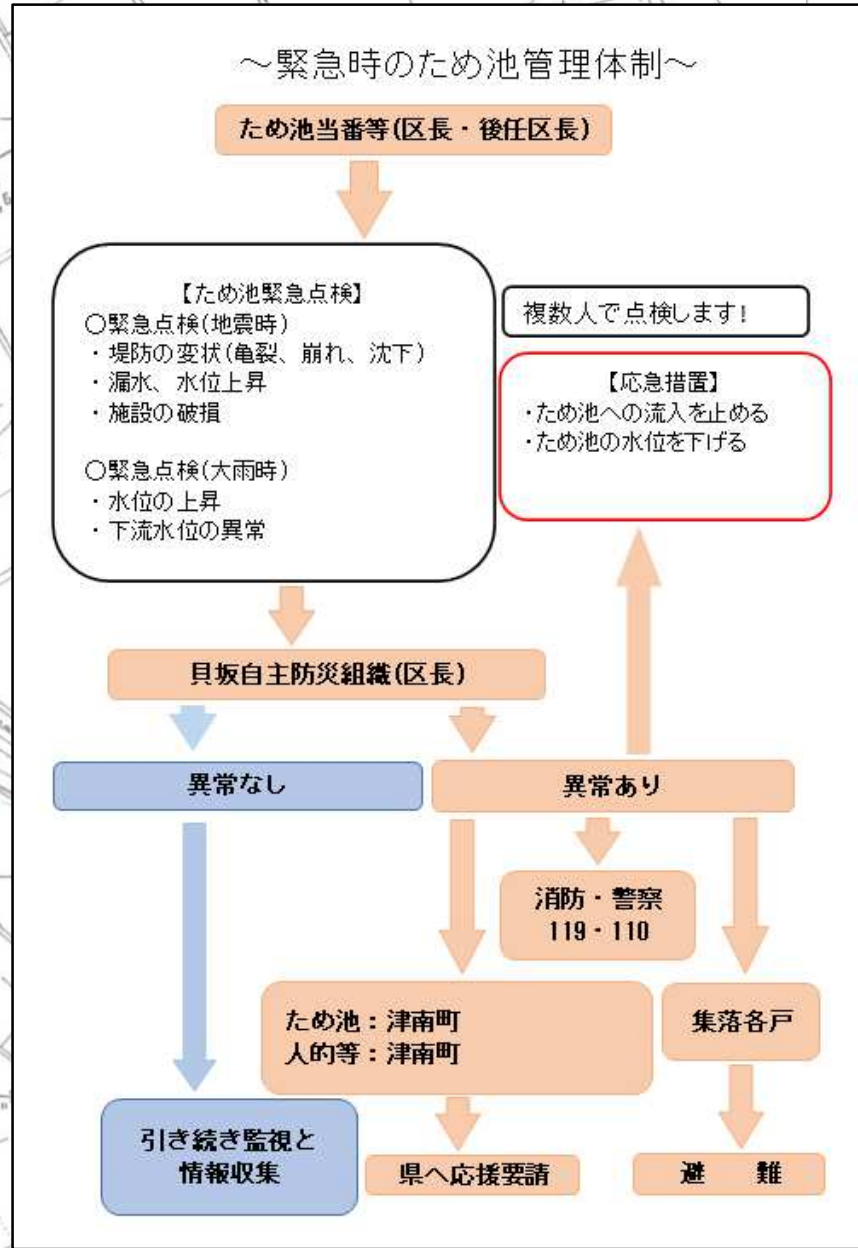 ～緊急時のため池管理体制～
ため池当番等(区長・後任区長)
【ため池緊急点検】
○緊急点検(地震時)
・堤防の変状(亀裂、崩れ、沈下)
・漏水、水位上昇
・施設の破損
○緊急点検(大雨時)
・水位の上昇
・下流水位の異常
複数人で点検します!
【応急措置】
・ため池への流入を止める
・ため池の水位を下げる
貝坂自主防災組織(区長)
異常なし
異常あり
消防・警察
119・110
ため池：津南町
人的等：津南町
集落各戸
引き続き監視と
情報収集
県へ応援要請
避　難